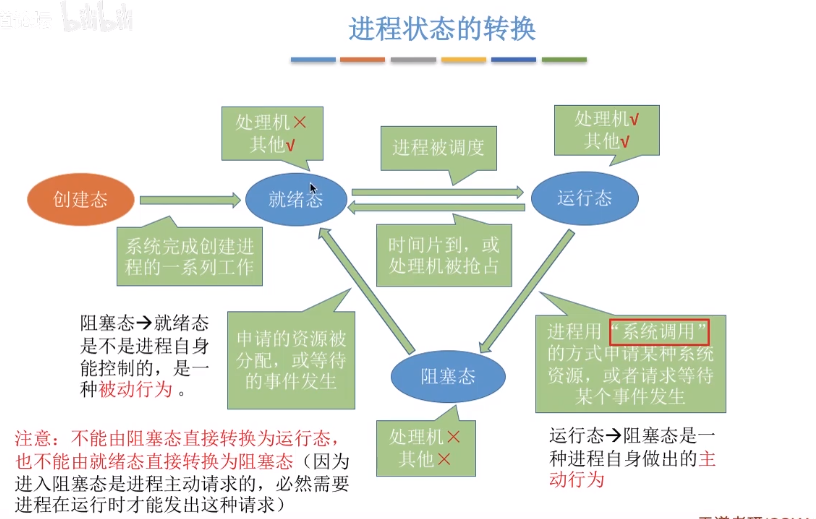 bilibili
进程状态的转换
处理机×
其他√
进程被调度
处理机√
其他√
创建态
就绪态
运行态
系统完成创建进
程的一系列工作
时间片到，或
处理机被抢占
阻塞态→就绪态
是不是进程自身
能控制的，是一
种被动行为。
申请的资源被
分配，或等待
的事件发生
阻塞态
进程用“系统调用”
的方式申请某种系统
资源，或者请求等待
某个事件发生
处理机×
其他×
运行态→阻塞态是一
种进程自身做出的主
动行为
注意：不能由阻塞态直接转换为运行态，
也不能由就绪态直接转换为阻塞态（因为
进入阻塞态是进程主动请求的，必然需要
进程在运行时才能发出这种请求）